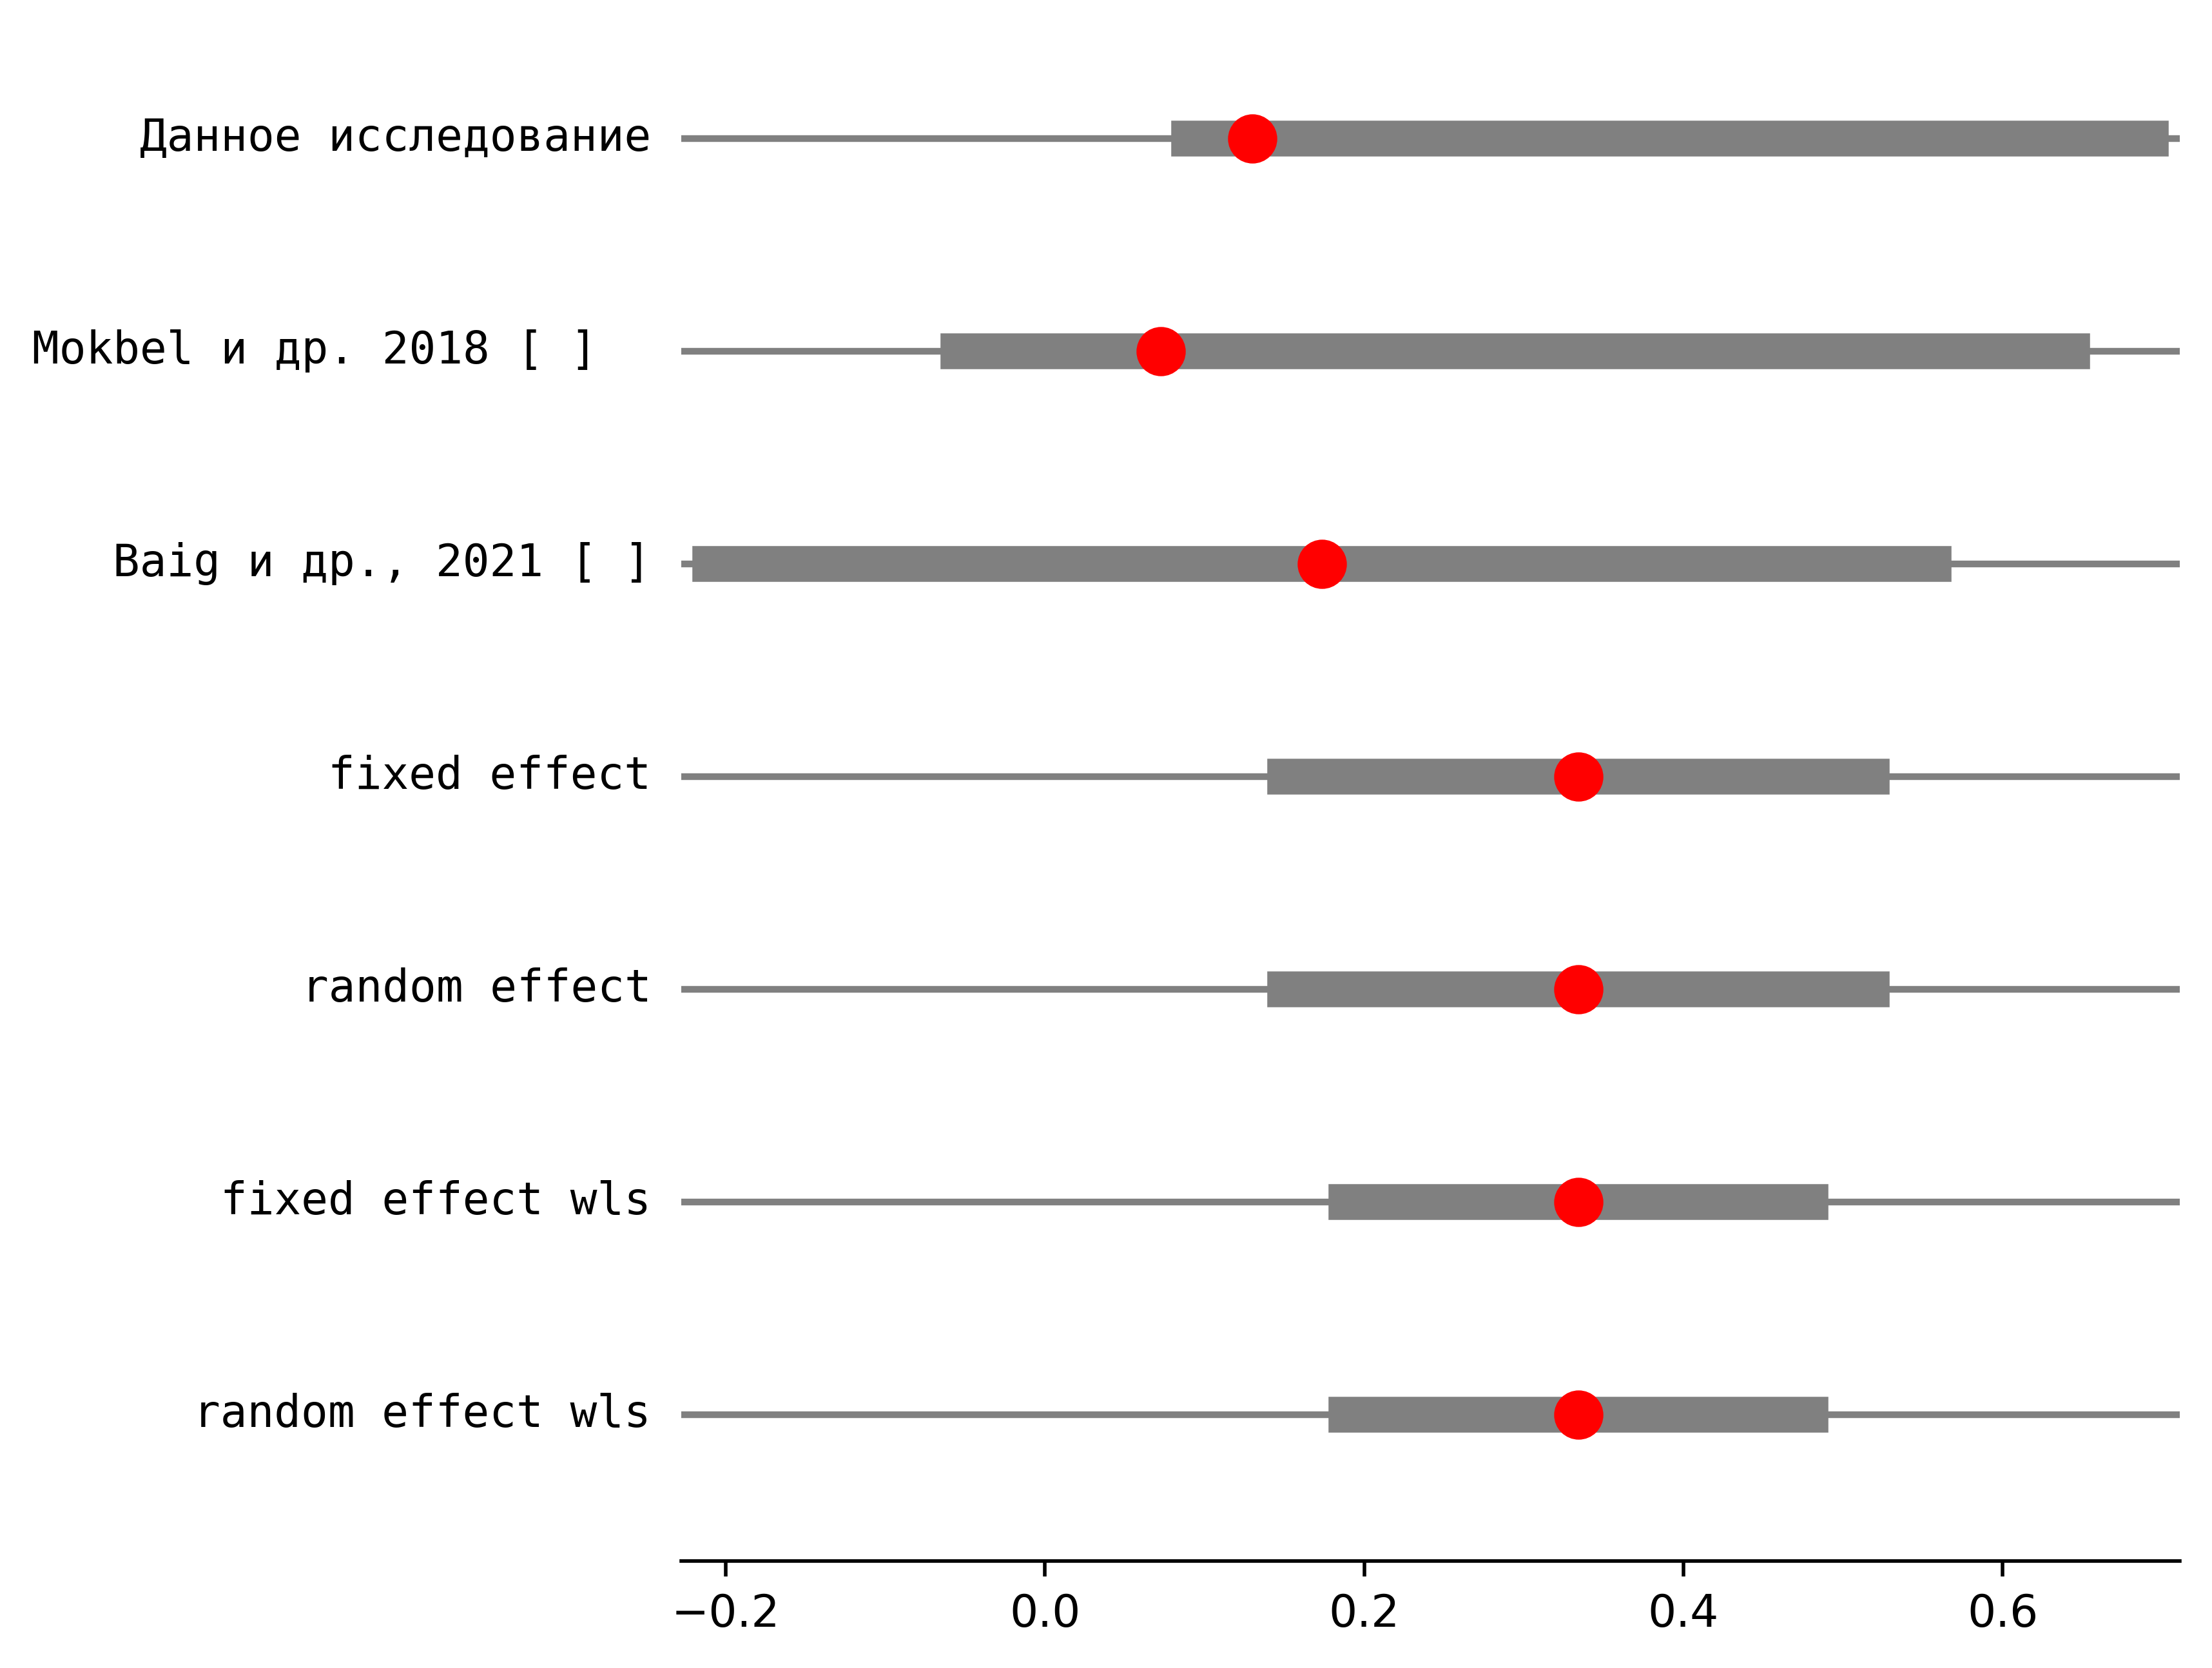 Данное исследование
Mokbel и др. 2018 [ ]
Baig и др., 2021 [ ]
fixed effect
random effect
fixed effect wls
random effect wls
−0.2 0.0 0.2 0.4 0.6